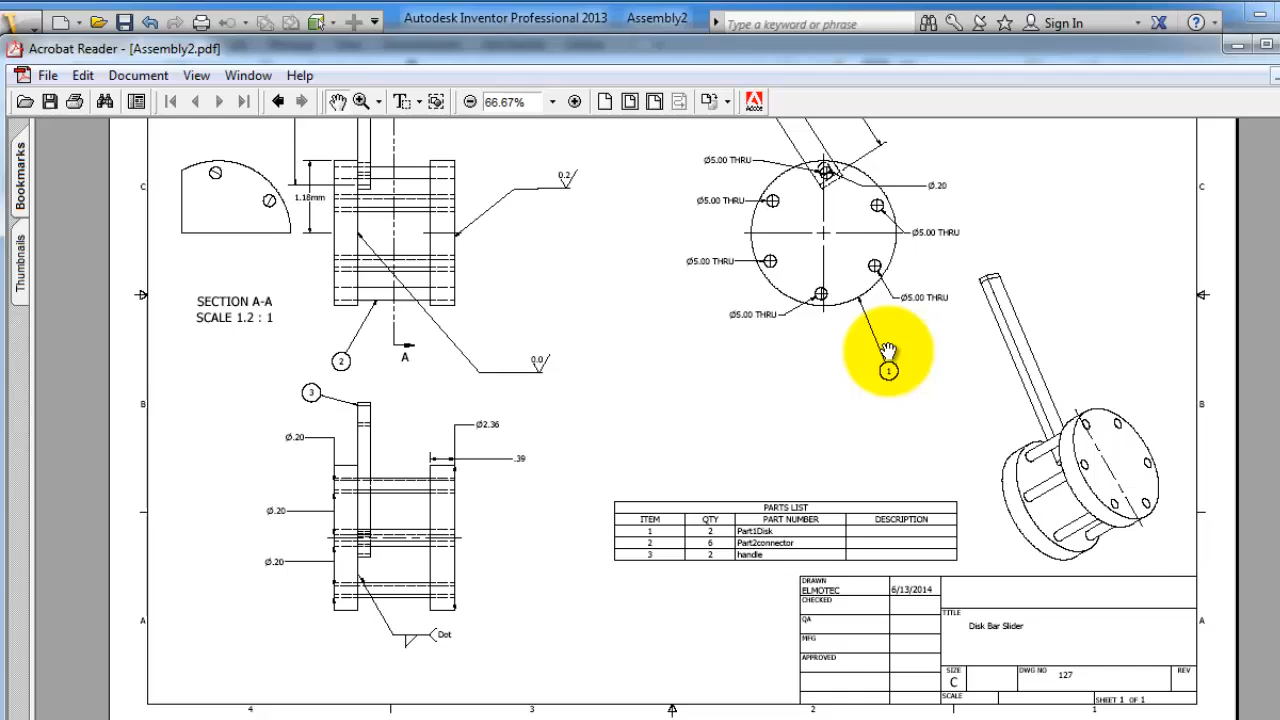 Autodesk Inventor Professional 2013 Assembly2
Type a keyword or phrase
Sign In
Acrobat Reader - [Assembly2.pdf]
File Edit Document View Window Help
66.67%
Adobe
Bookmarks
Thumbnails
C
1.18mm
0.2
Ø5.00 THRU
Ø.20
C
Ø5.00 THRU
Ø5.00 THRU
Ø5.00 THRU
Ø5.00 THRU
Ø5.00 THRU
SECTION A-A
SCALE 1.2 : 1
A
2
0.0
1
3
B
B
Ø2.36
Ø.20
.39
Ø.20
Ø.20
Dot
PARTS LIST
ITEM QTY PART NUMBER DESCRIPTION
1 2 Part1Disk
2 6 Part2connector
3 2 handle
DRAWN
ELMOTEC 6/13/2014
CHECKED
QA
MFG
APPROVED
TITLE
Disk Bar Slider
SIZE
C
DWG NO
127
REV
SCALE
SHEET 1 OF 1
A
A
4 3 2 1